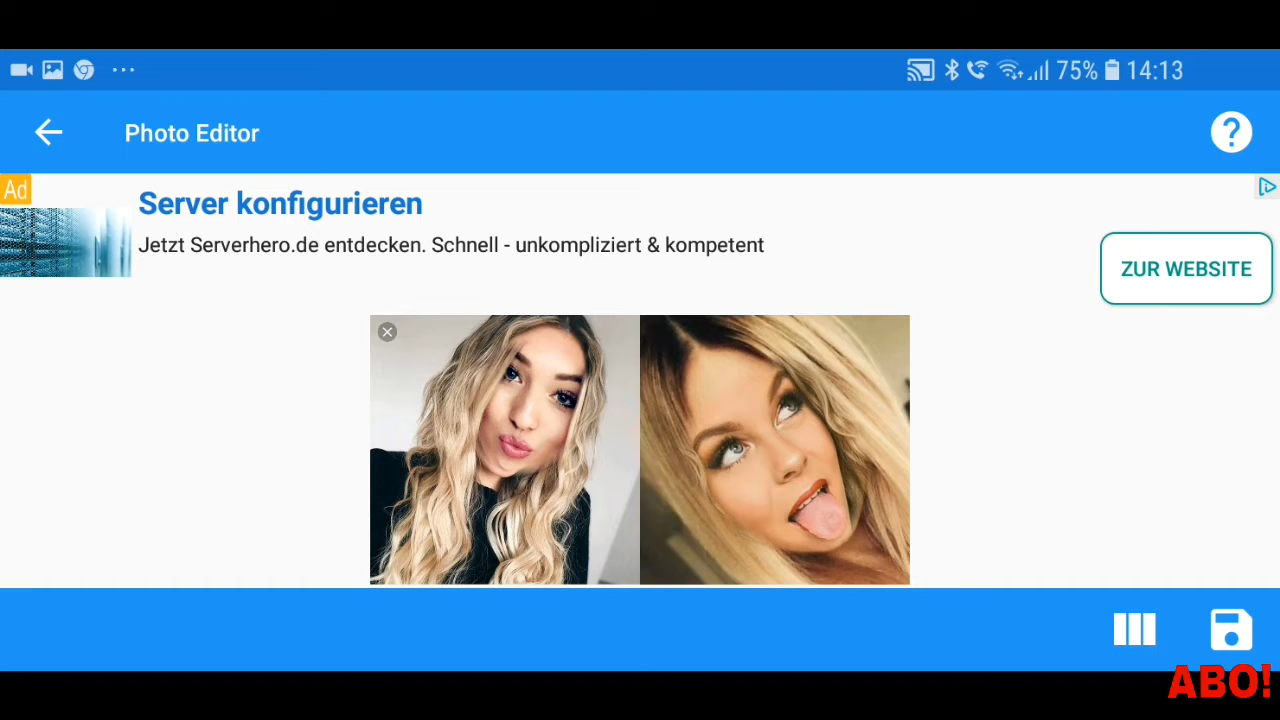 75% 14:13
Photo Editor
Ad
Server konfigurieren
Jetzt Serverhero.de entdecken. Schnell - unkompliziert & kompetent
ZUR WEBSITE
ABO!